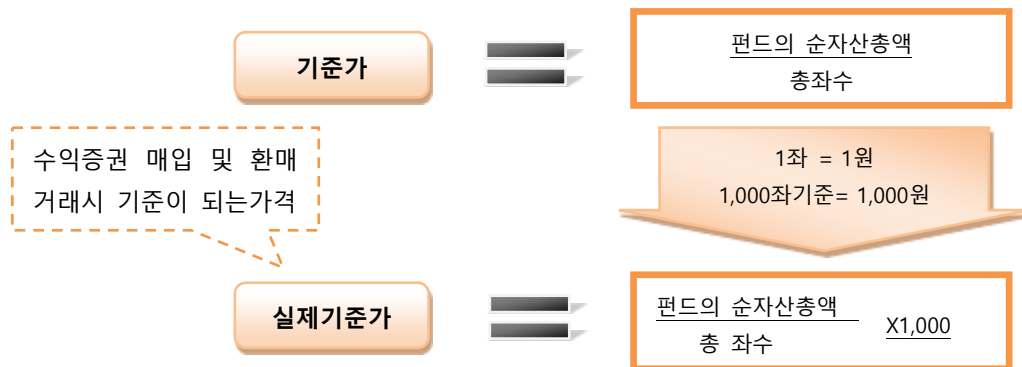 기준가
펀드의 순자산총액
총좌수
수익증권 매입 및 환매
거래시 기준이 되는가격
1좌 = 1원
1,000좌기준= 1,000원
실제기준가
펀드의 순자산총액
총 좌수
X1,000